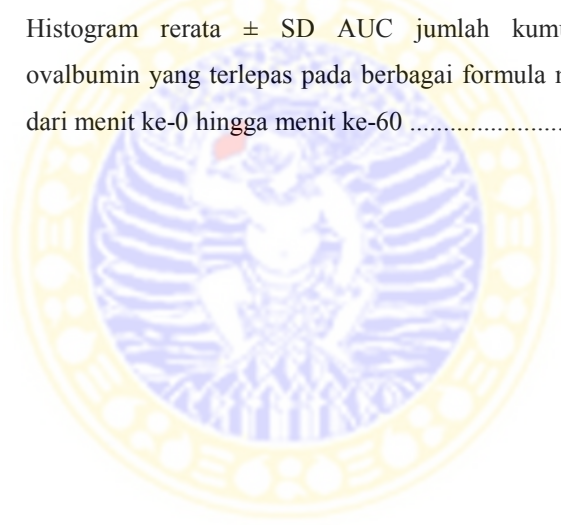 Histogram rerata ± SD AUC jumlah
ovalbumin yang terlepas pada berbagai formula
dari menit ke-0 hingga menit ke-60 ......................